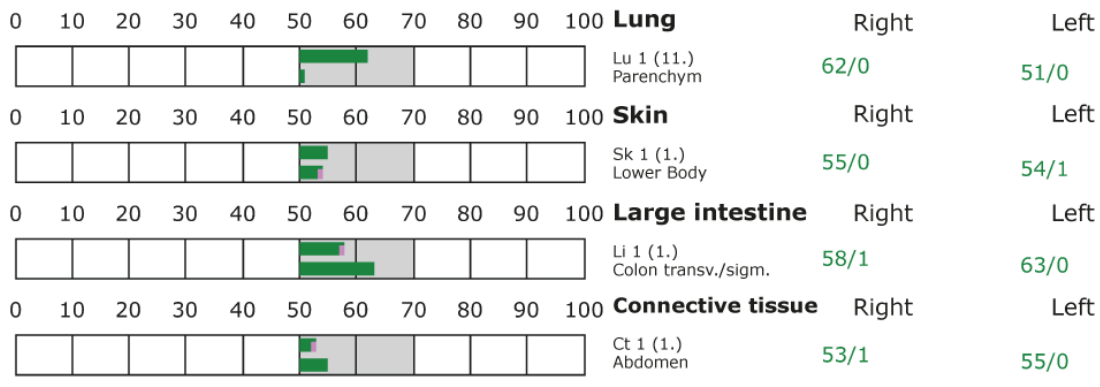 0 10 20 30 40 50 60 70 80 90 100 Lung Right Left
Lu 1 (11.) 62/0 51/0
Parenchym
0 10 20 30 40 50 60 70 80 90 100 Skin Right Left
Sk 1 (1.) 55/0 54/1
Lower Body
0 10 20 30 40 50 60 70 80 90 100 Large intestine Right Left
Li 1 (1.) 58/1 63/0
Colon transv./sigm.
0 10 20 30 40 50 60 70 80 90 100 Connective tissue Right Left
Ct 1 (1.) 53/1 55/0
Abdomen